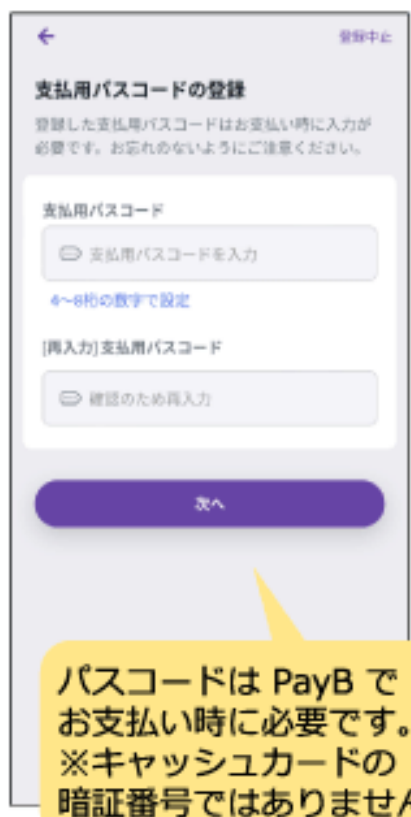 登録中止
支払用パスコードの登録
登録した支払用パスコードはお支払い時に入力が
必要です。お忘れのないようにご注意ください。
支払用パスコード
支払用パスコードを入力
4～8桁の数字で設定
[再入力]支払用パスコード
確認のため再入力
次へ
パスコードは PayB で
お支払い時に必要です。
※キャッシュカードの
暗証番号ではありません